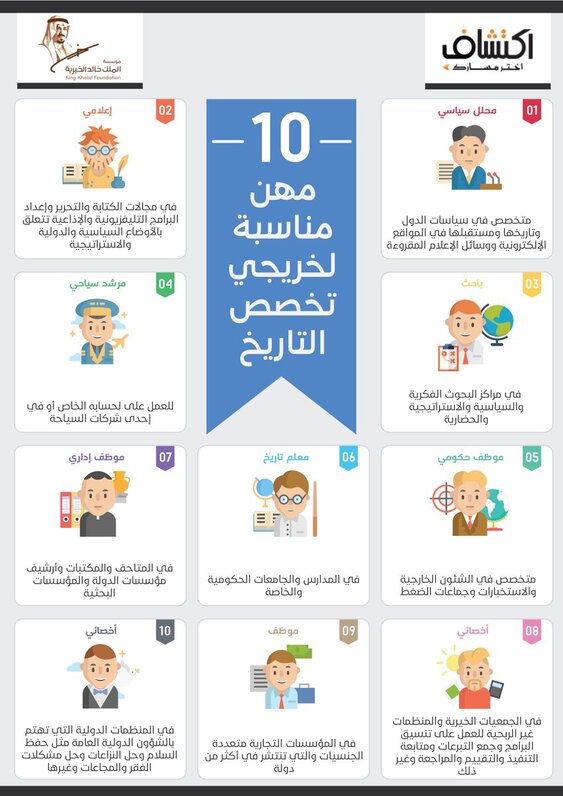 مؤسسة
الملك خالد الخيرية
King Khalid Foundation
اكتشاف
اختر مسارك
10
مهن
مناسبة
لخريجي
تخصص
التاريخ
01
محلل سياسي
متخصص في سياسات الدول
وتاريخها ومستقبلها في المواقع
الإلكترونية ووسائل الإعلام المقروءة
02
إعلامي
في مجالات الكتابة والتحرير وإعداد
البرامج التليفزيونية والإذاعية تتعلق
بالأوضاع السياسية والدولية
والاستراتيجية
03
باحث
في مراكز البحوث الفكرية
والسياسية والاستراتيجية
والحضارية
04
مرشد سياحي
للعمل على لحسابه الخاص أو في
إحدى شركات السياحة
05
موظف حكومي
متخصص في الشئون الخارجية
والاستخبارات وجماعات الضغط
06
معلم تاريخ
في المدارس والجامعات الحكومية
والخاصة
07
موظف إداري
في المتاحف والمكتبات وأرشيف
مؤسسات الدولة والمؤسسات
البحثية
08
أخصائي
في الجمعيات الخيرية والمنظمات
غير الربحية للعمل على تنسيق
البرامج وجمع التبرعات ومتابعة
التنفيذ والتقييم والمراجعة وغير
ذلك
09
موظف
في المؤسسات التجارية متعددة
الجنسيات والتي تنتشر في اكثر من
دولة
10
أخصائي
في المنظمات الدولية التي تهتم
بالشؤون الدولية العامة مثل حفظ
السلام وحل النزاعات وحل مشكلات
الفقر والمجاعات وغيرها